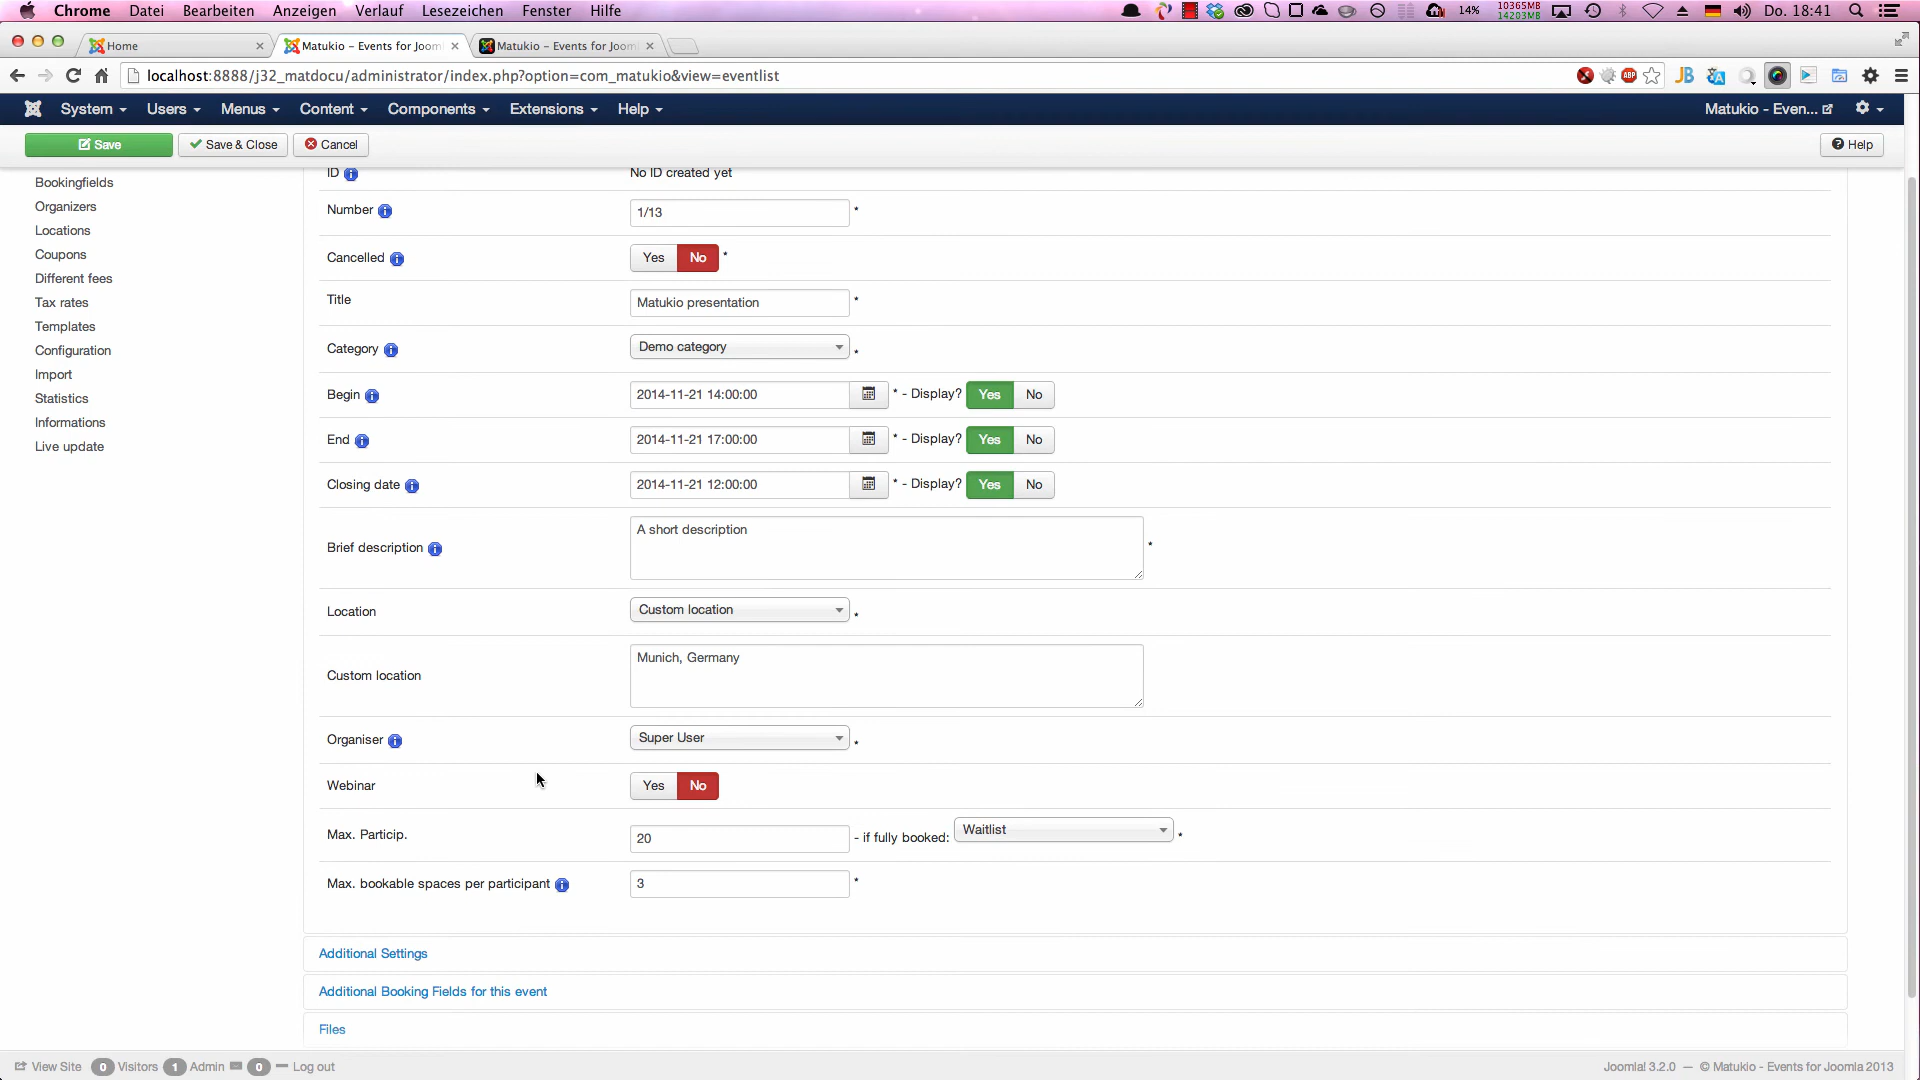 Chrome Datei Bearbeiten Anzeigen Verlauf Lesezeichen Fenster Hilfe 14% 10365MB 14203MB Do. 18:41
Home Matukio – Events for Joom Matukio – Events for Joom
localhost:8888/j32_matdocu/administrator/index.php?option=com_matukio&view=eventlist ABP JB
System Users Menus Content Components Extensions Help Matukio - Even...
Save Save & Close Cancel Help
Bookingfields
Organizers
Locations
Coupons
Different fees
Tax rates
Templates
Configuration
Import
Statistics
Informations
Live update
ID No ID created yet
Number 1/13 *
Cancelled Yes No *
Title Matukio presentation *
Category Demo category *
Begin 2014-11-21 14:00:00 * - Display? Yes No
End 2014-11-21 17:00:00 * - Display? Yes No
Closing date 2014-11-21 12:00:00 * - Display? Yes No
Brief description A short description *
Location Custom location *
Custom location Munich, Germany
Organiser Super User *
Webinar Yes No
Max. Particip. 20 - if fully booked: Waitlist *
Max. bookable spaces per participant 3 *
Additional Settings
Additional Booking Fields for this event
Files
View Site 0 Visitors 1 Admin 0 Log out Joomla! 3.2.0 — © Matukio - Events for Joomla 2013